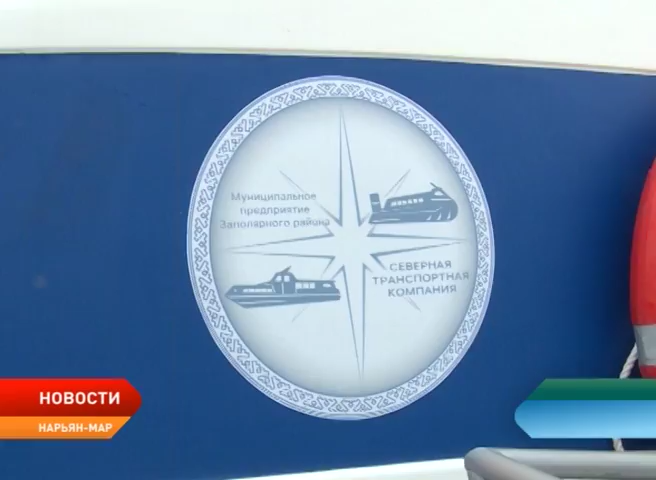 Муниципальное
предприятие
Заполярного района
СЕВЕРНАЯ
ТРАНСПОРТНАЯ
КОМПАНИЯ
НОВОСТИ
НАРЬЯН-МАР